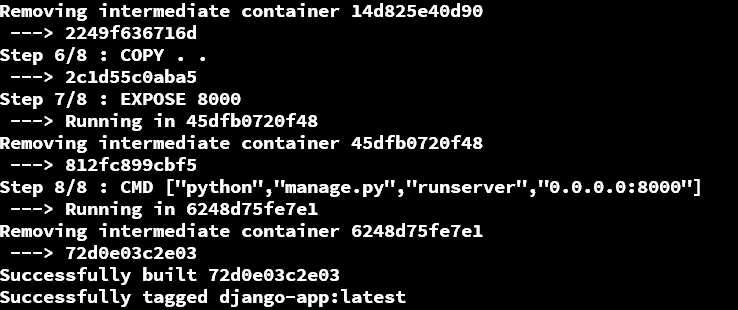 Removing intermediate container 14d825e40d90
 ---> 2249f636716d
Step 6/8 : COPY . .
 ---> 2c1d55c0aba5
Step 7/8 : EXPOSE 8000
 ---> Running in 45dfb0720f48
Removing intermediate container 45dfb0720f48
 ---> 812fc899cbf5
Step 8/8 : CMD ["python","manage.py","runserver","0.0.0.0:8000"]
 ---> Running in 6248d75fe7e1
Removing intermediate container 6248d75fe7e1
 ---> 72d0e03c2e03
Successfully built 72d0e03c2e03
Successfully tagged django-app:latest